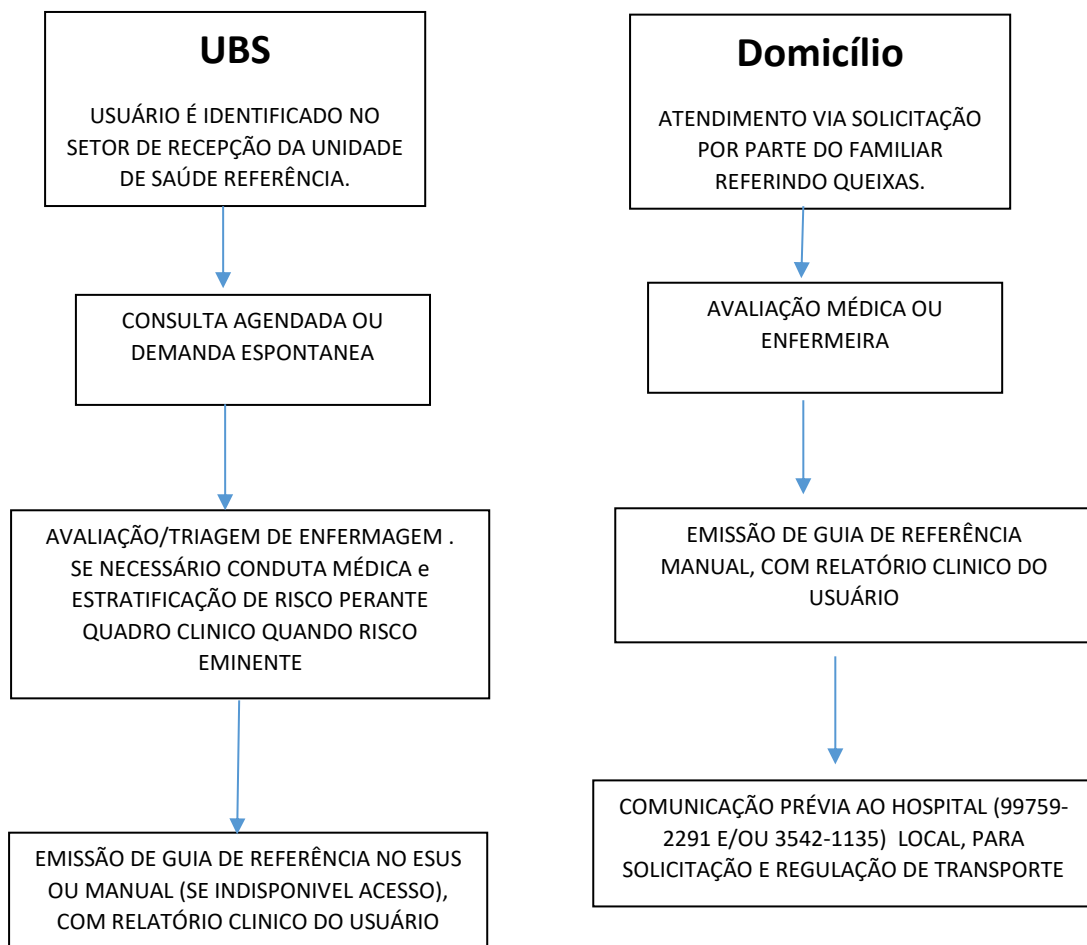 UBS
USUÁRIO É IDENTIFICADO NO
SETOR DE RECEPÇÃO DA UNIDADE
DE SAÚDE REFERÊNCIA.
CONSULTA AGENDADA OU
DEMANDA ESPONTANEA
AVALIAÇÃO/TRIAGEM DE ENFERMAGEM .
SE NECESSÁRIO CONDUTA MÉDICA e
ESTRATIFICAÇÃO DE RISCO PERANTE
QUADRO CLINICO QUANDO RISCO
EMINENTE
EMISSÃO DE GUIA DE REFERÊNCIA NO ESUS
OU MANUAL (SE INDISPONIVEL ACESSO),
COM RELATÓRIO CLINICO DO USUÁRIO
Domicílio
ATENDIMENTO VIA SOLICITAÇÃO
POR PARTE DO FAMILIAR
REFERINDO QUEIXAS.
AVALIAÇÃO MÉDICA OU
ENFERMEIRA
EMISSÃO DE GUIA DE REFERÊNCIA
MANUAL, COM RELATÓRIO CLINICO DO
USUÁRIO
COMUNICAÇÃO PRÉVIA AO HOSPITAL (99759-
2291 E/OU 3542-1135) LOCAL, PARA
SOLICITAÇÃO E REGULAÇÃO DE TRANSPORTE